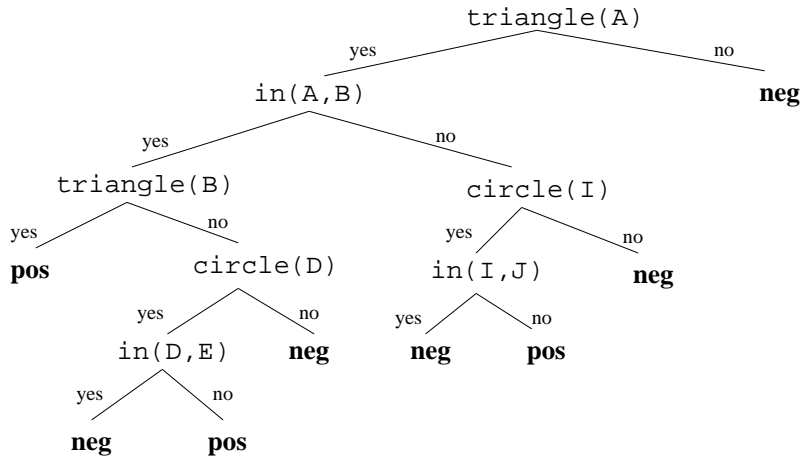 triangle(A)
yes no
in(A,B) neg
yes no
triangle(B) circle(I)
yes no yes no
pos circle(D) in(I,J) neg
yes no yes no
in(D,E) neg neg pos
yes no
neg pos